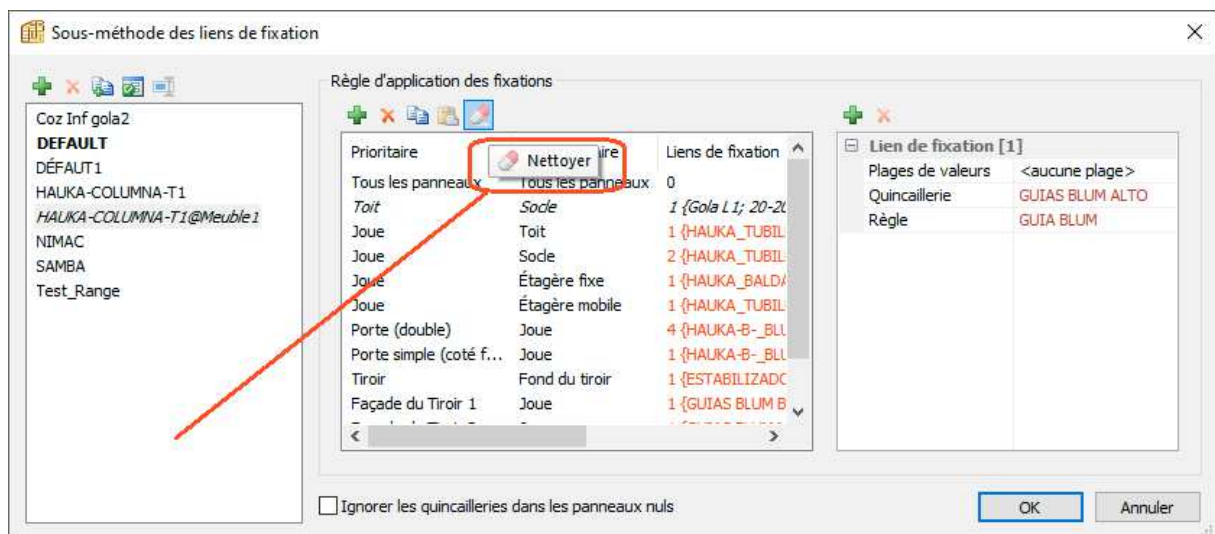 Sous-méthode des liens de fixation
Coz Inf gola2
DEFAULT
DÉFAUT1
HAUKA-COLUMNA-T1
HAUKA-COLUMNA-T1@Meuble1
NIMAC
SAMBA
Test_Range
Règle d'application des fixations
Prioritaire Liens de fixation
Nettoyer
Tous les panneaux Tous les panneaux 0
Toit Socle 1 {Gola L1; 20-20
Joue Toit 1 {HAUKA_TUBIL
Joue Socle 2 {HAUKA_TUBIL
Joue Étagère fixe 1 {HAUKA_BALDA
Joue Étagère mobile 1 {HAUKA_TUBIL
Porte (double) Joue 4 {HAUKA-B-_BLU
Porte simple (coté f... Joue 1 {HAUKA-B-_BLU
Tiroir Fond du tiroir 1 {ESTABILIZADO
Façade du Tiroir 1 Joue 1 {GUIAS BLUM B
Lien de fixation [1]
Plages de valeurs <aucune plage>
Quincaillerie GUIAS BLUM ALTO
Règle GUIA BLUM
Ignorer les quincailleries dans les panneaux nuls
OK
Annuler